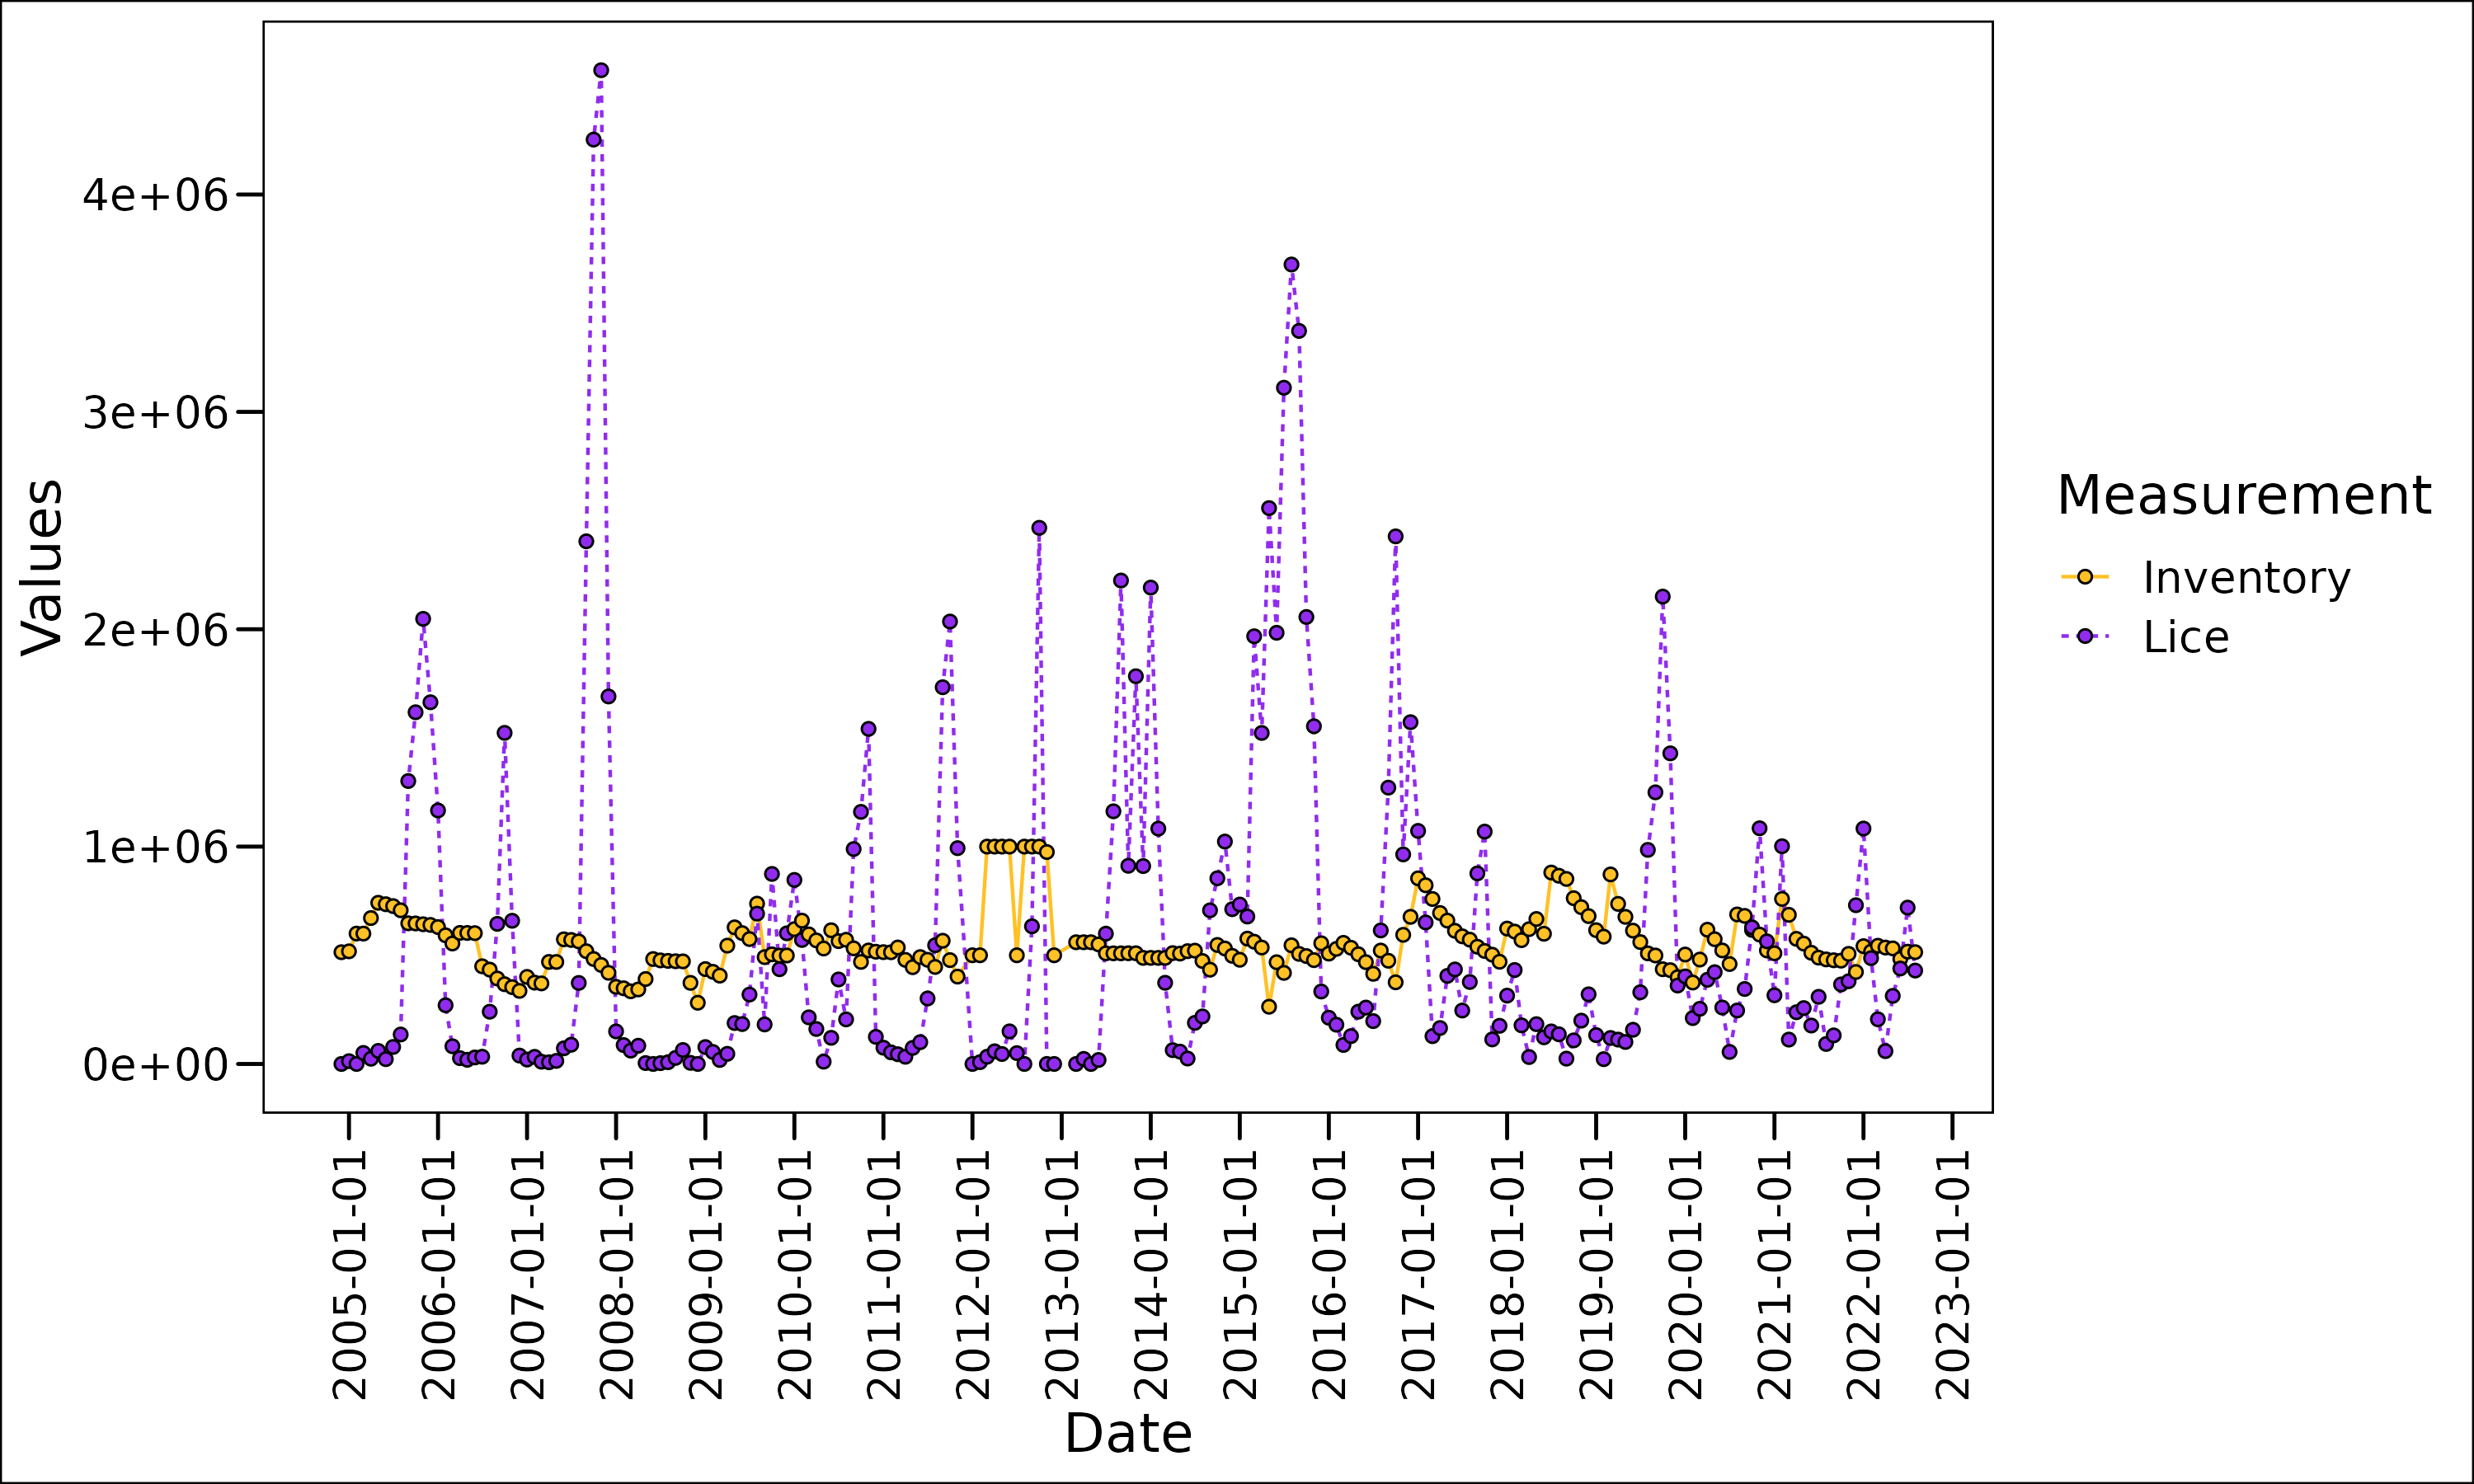 Values
4e+06
3e+06
2e+06
1e+06
0e+00
2005-01-01
2006-01-01
2007-01-01
2008-01-01
2009-01-01
2010-01-01
2011-01-01
2012-01-01
2013-01-01
2014-01-01
2015-01-01
2016-01-01
2017-01-01
2018-01-01
2019-01-01
2020-01-01
2021-01-01
2022-01-01
2023-01-01
Date
Measurement
Inventory
Lice